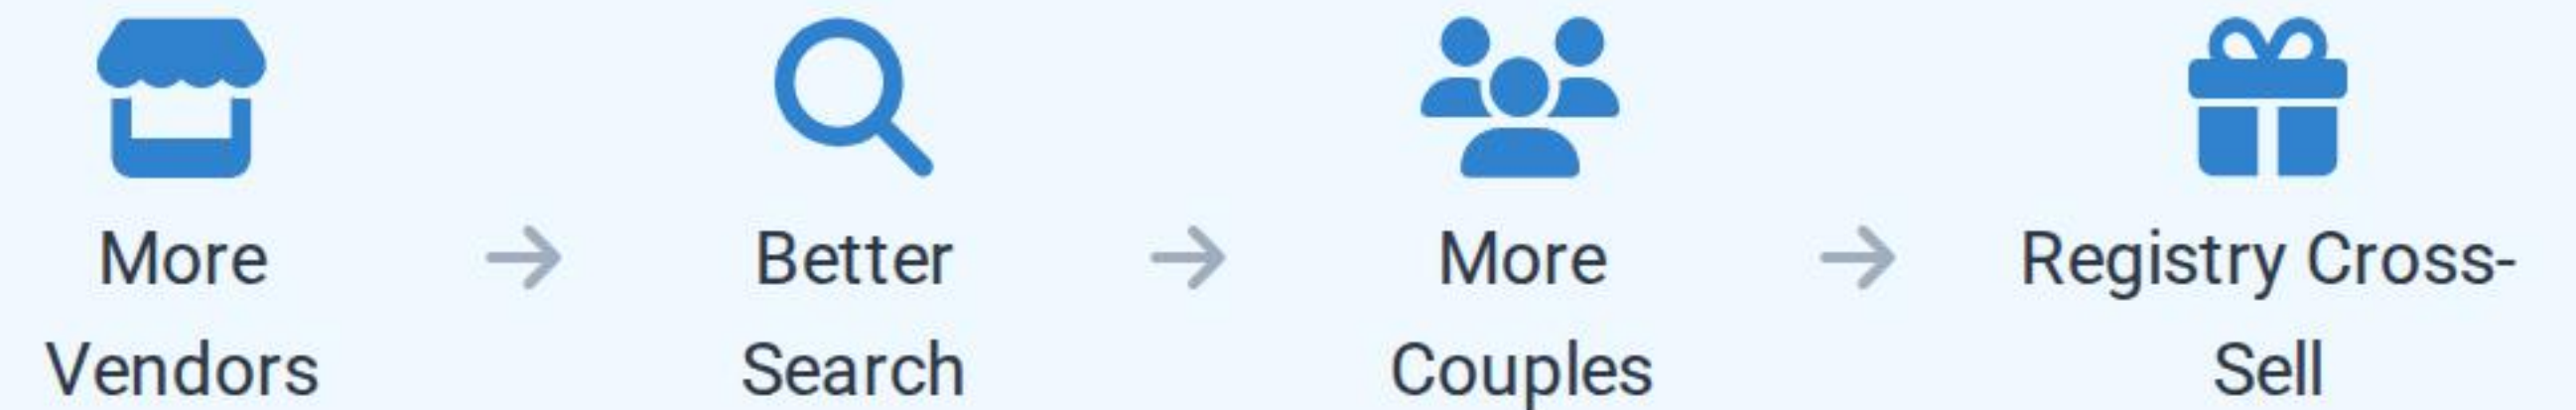 More Vendors
Better Search
More Couples
Registry Cross-
Sell